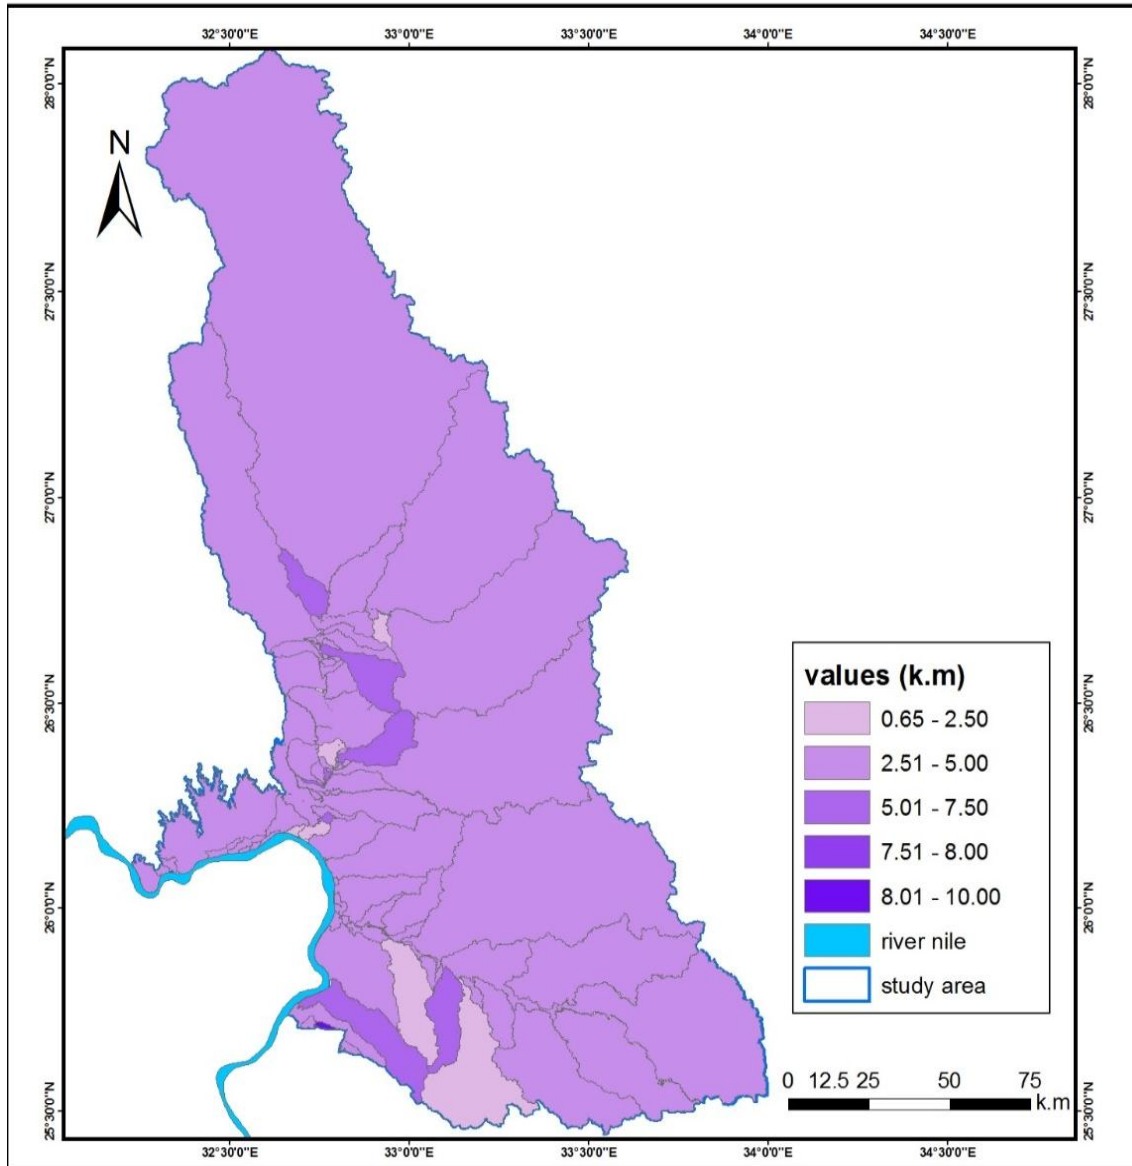 32°30'0"E 33°0'0"E 33°30'0"E 34°0'0"E 34°30'0"E
28°0'0"N
28°0'0"N
N
27°30'0"N
27°30'0"N
27°0'0"N
27°0'0"N
26°30'0"N
26°30'0"N
values (k.m)
0.65 - 2.50
2.51 - 5.00
5.01 - 7.50
7.51 - 8.00
8.01 - 10.00
river nile
study area
26°0'0"N
26°0'0"N
0 12.5 25 50 75
k.m
25°30'0"N
25°30'0"N
32°30'0"E 33°0'0"E 33°30'0"E 34°0'0"E 34°30'0"E